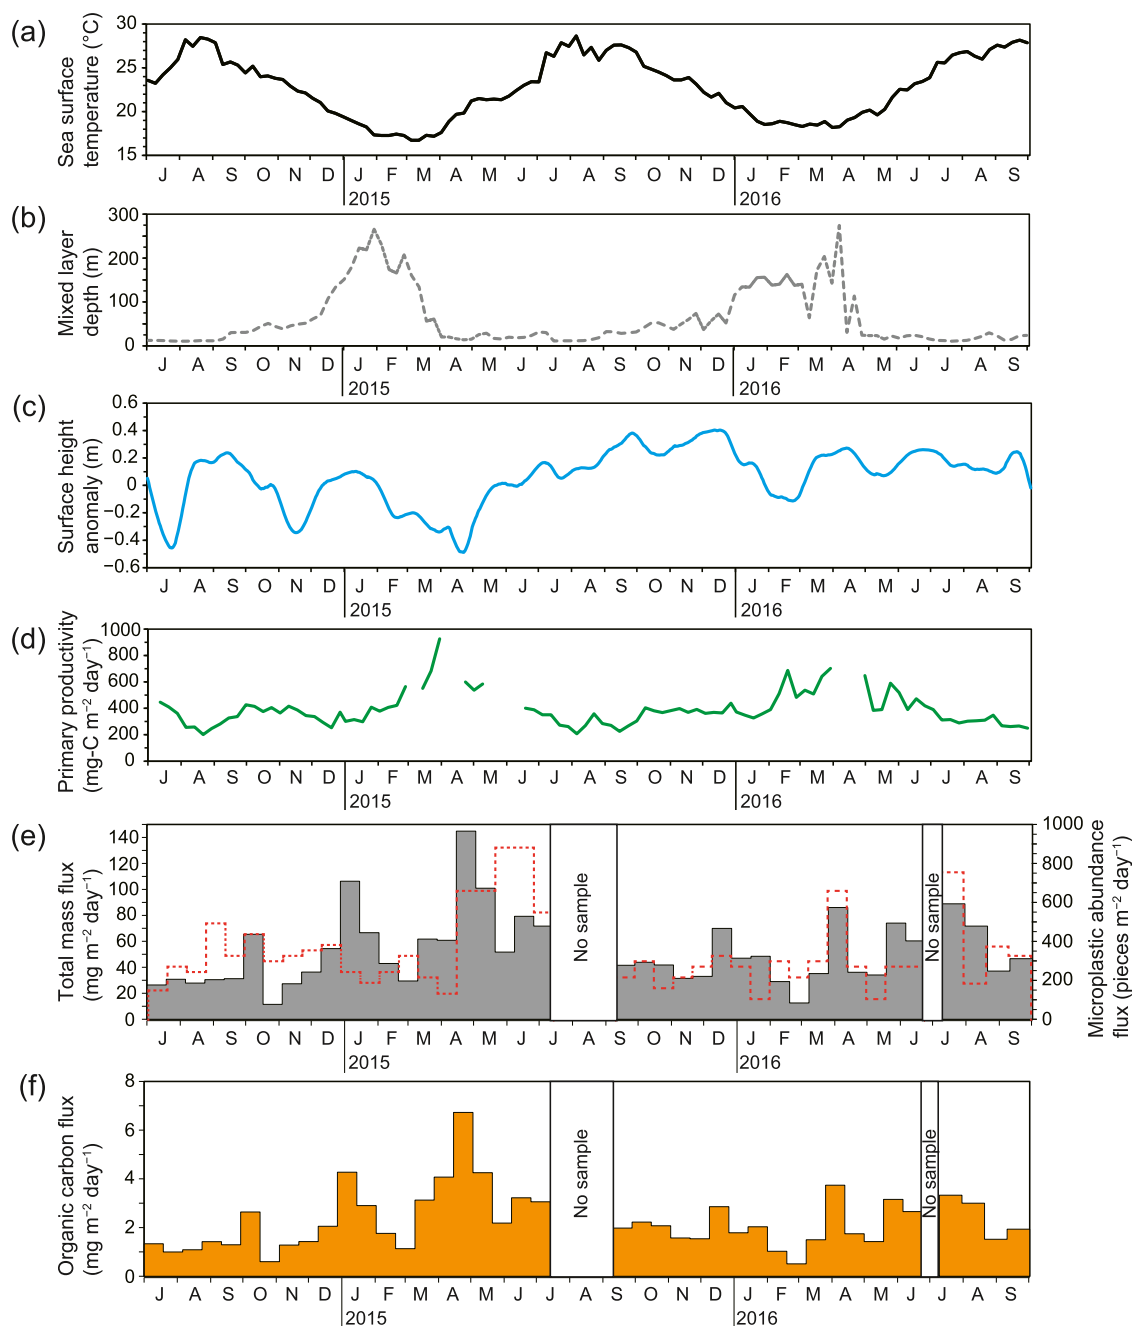 (a)
Sea surface
temperature (°C)
30
25
20
15
J A S O N D J F M A M J J A S O N D J F M A M J J A S
2015 2016
(b)
Mixed layer
depth (m)
300
200
100
0
J A S O N D J F M A M J J A S O N D J F M A M J J A S
2015 2016
(c)
Surface height
anomaly (m)
0.6
0.4
0.2
0
−0.2
−0.4
−0.6
J A S O N D J F M A M J J A S O N D J F M A M J J A S
2015 2016
(d)
Primary productivity
(mg-C m⁻² day⁻¹)
1000
800
600
400
200
0
J A S O N D J F M A M J J A S O N D J F M A M J J A S
2015 2016
(e)
Total mass flux
(mg m⁻² day⁻¹)
140
120
100
80
60
40
20
0
No sample
No sample
1000
800
600
400
200
0
Microplastic abundance
flux (pieces m⁻² day⁻¹)
J A S O N D J F M A M J J A S O N D J F M A M J J A S
2015 2016
(f)
Organic carbon flux
(mg m⁻² day⁻¹)
8
6
4
2
0
No sample
No sample
J A S O N D J F M A M J J A S O N D J F M A M J J A S
2015 2016